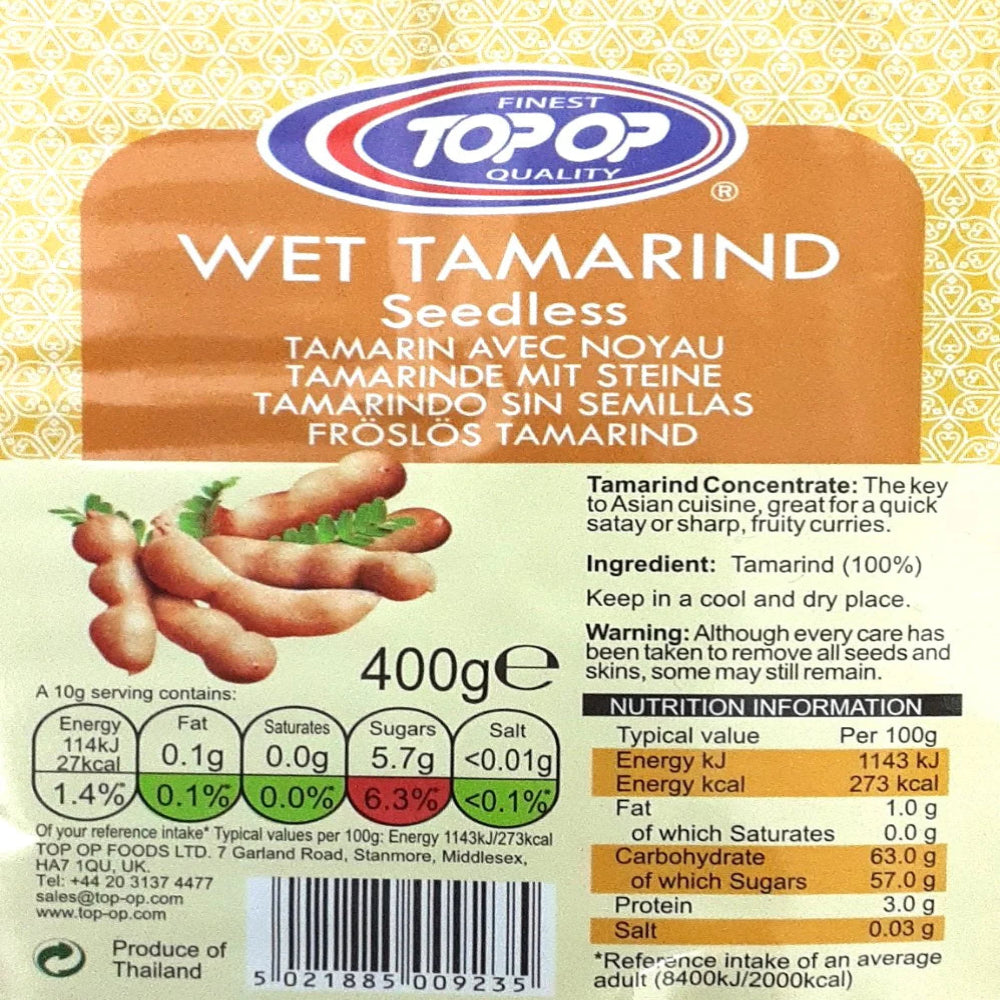 FINEST
TOP OP
QUALITY
®
WET TAMARIND
Seedless
TAMARIN AVEC NOYAU
TAMARINDE MIT STEINE
TAMARINDO SIN SEMILLAS
FRÖSLÖS TAMARIND
Tamarind Concentrate: The key
to Asian cuisine, great for a quick
satay or sharp, fruity curries.
Ingredient: Tamarind (100%)
Keep in a cool and dry place.
Warning: Although every care has
been taken to remove all seeds and
skins, some may still remain.
400g℮
A 10g serving contains:
Energy Fat Saturates Sugars Salt
114kJ
27kcal 0.1g 0.0g 5.7g <0.01g
1.4% 0.1% 0.0% 6.3% <0.1%
Of your reference intake* Typical values per 100g: Energy 1143kJ/273kcal
TOP OP FOODS LTD. 7 Garland Road, Stanmore, Middlesex,
HA7 1QU, UK.
Tel: +44 20 3137 4477
sales@top-op.com
www.top-op.com
Produce of
Thailand
5 021885 009235
NUTRITION INFORMATION
Typical value Per 100g
Energy kJ 1143 kJ
Energy kcal 273 kcal
Fat 1.0 g
of which Saturates 0.0 g
Carbohydrate 63.0 g
of which Sugars 57.0 g
Protein 3.0 g
Salt 0.03 g
*Reference intake of an average
adult (8400kJ/2000kcal)